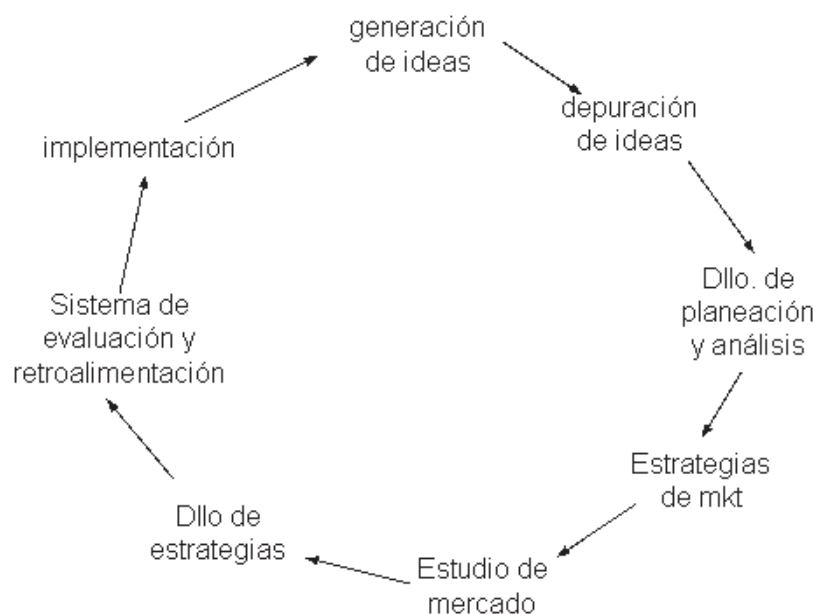 generación
de ideas
depuración
de ideas
Dllo. de
planeación
y análisis
Estrategias
de mkt
Estudio de
mercado
Dllo de
estrategias
Sistema de
evaluación y
retroalimentación
implementación